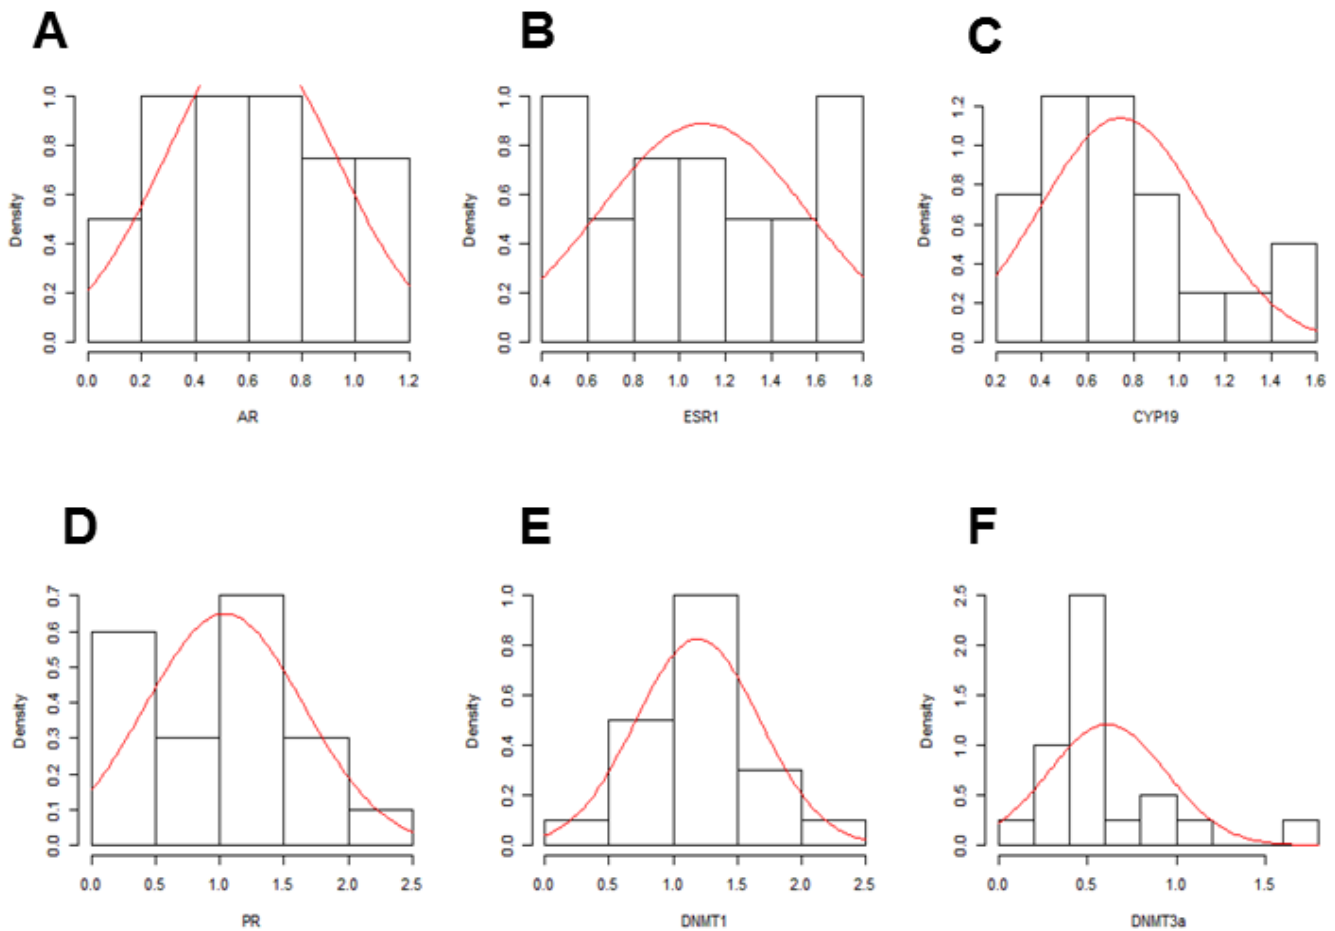 A B C
Density 0.0 0.2 0.4 0.6 0.8 1.0
0.0 0.2 0.4 0.6 0.8 1.0 1.2
AR
Density 0.0 0.2 0.4 0.6 0.8 1.0
0.4 0.6 0.8 1.0 1.2 1.4 1.6 1.8
ESR1
Density 0.0 0.2 0.4 0.6 0.8 1.0 1.2
0.2 0.4 0.6 0.8 1.0 1.2 1.4 1.6
CYP19
D E F
Density 0.0 0.1 0.2 0.3 0.4 0.5 0.6 0.7
0.0 0.5 1.0 1.5 2.0 2.5
PR
Density 0.0 0.2 0.4 0.6 0.8 1.0
0.0 0.5 1.0 1.5 2.0 2.5
DNMT1
Density 0.0 0.5 1.0 1.5 2.0 2.5
0.0 0.5 1.0 1.5
DNMT3a